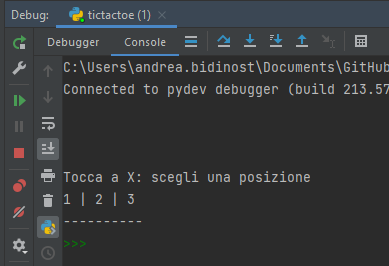 Debug: tictactoe (1) ×
Debugger Console
C:\Users\andrea.bidinost\Documents\GitHub
Connected to pydev debugger (build 213.57
Tocca a X: scegli una posizione
1 | 2 | 3
----------
>>>